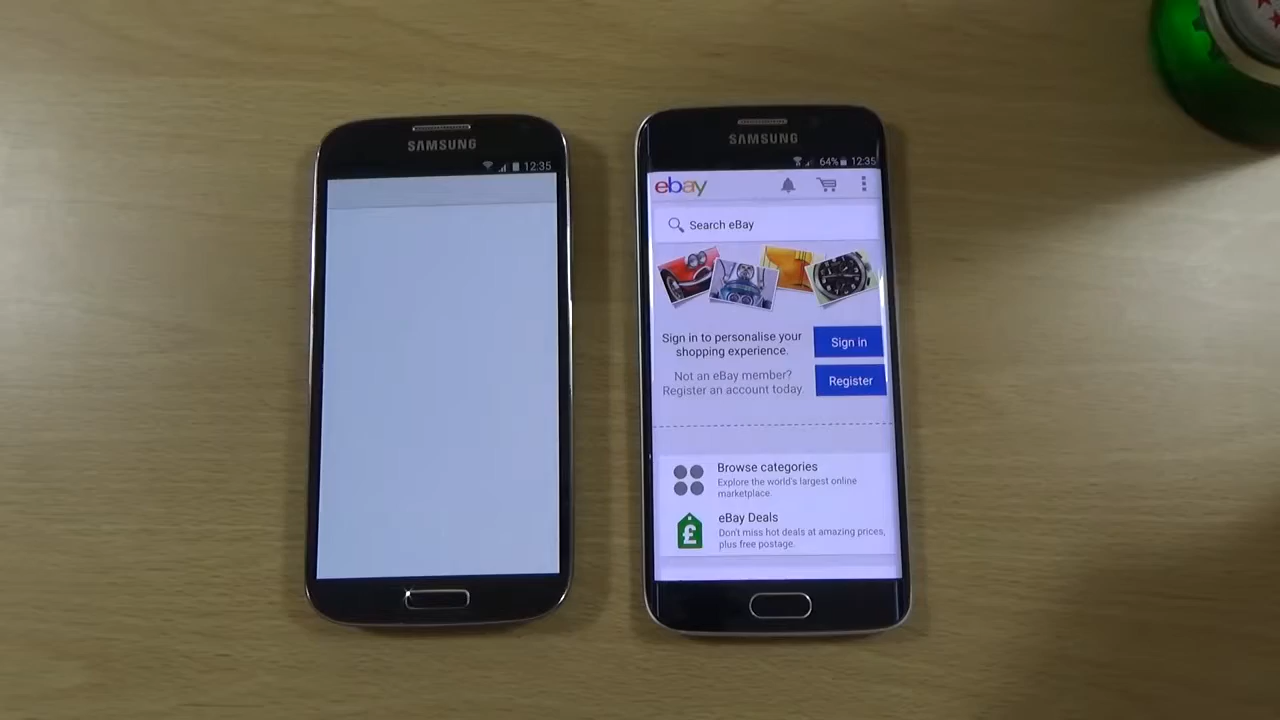 SAMSUNG
12:35
SAMSUNG
64% 12:35
ebay
Search eBay
Sign in to personalise your
shopping experience.
Sign in
Not an eBay member?
Register an account today.
Register
Browse categories
Explore the world's largest online
marketplace.
eBay Deals
Don't miss hot deals at amazing prices,
plus free postage.
£